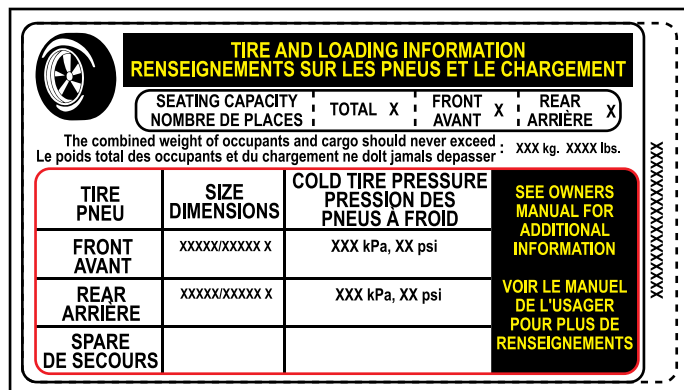 TIRE AND LOADING INFORMATION
RENSEIGNEMENTS SUR LES PNEUS ET LE CHARGEMENT
SEATING CAPACITY
NOMBRE DE PLACES
TOTAL X
FRONT
AVANT
X
REAR
ARRIÈRE
X
The combined weight of occupants and cargo should never exceed :
Le poids total des occupants et du chargement ne dolt jamais depasser
XXX kg. XXXX lbs.
TIRE
PNEU
SIZE
DIMENSIONS
COLD TIRE PRESSURE
PRESSION DES
PNEUS À FROID
FRONT
AVANT
XXXXX/XXXXX X
XXX kPa, XX psi
REAR
ARRIÈRE
XXXXX/XXXXX X
XXX kPa, XX psi
SPARE
DE SECOURS
SEE OWNERS
MANUAL FOR
ADDITIONAL
INFORMATION
VOIR LE MANUEL
DE L'USAGER
POUR PLUS DE
RENSEIGNEMENTS